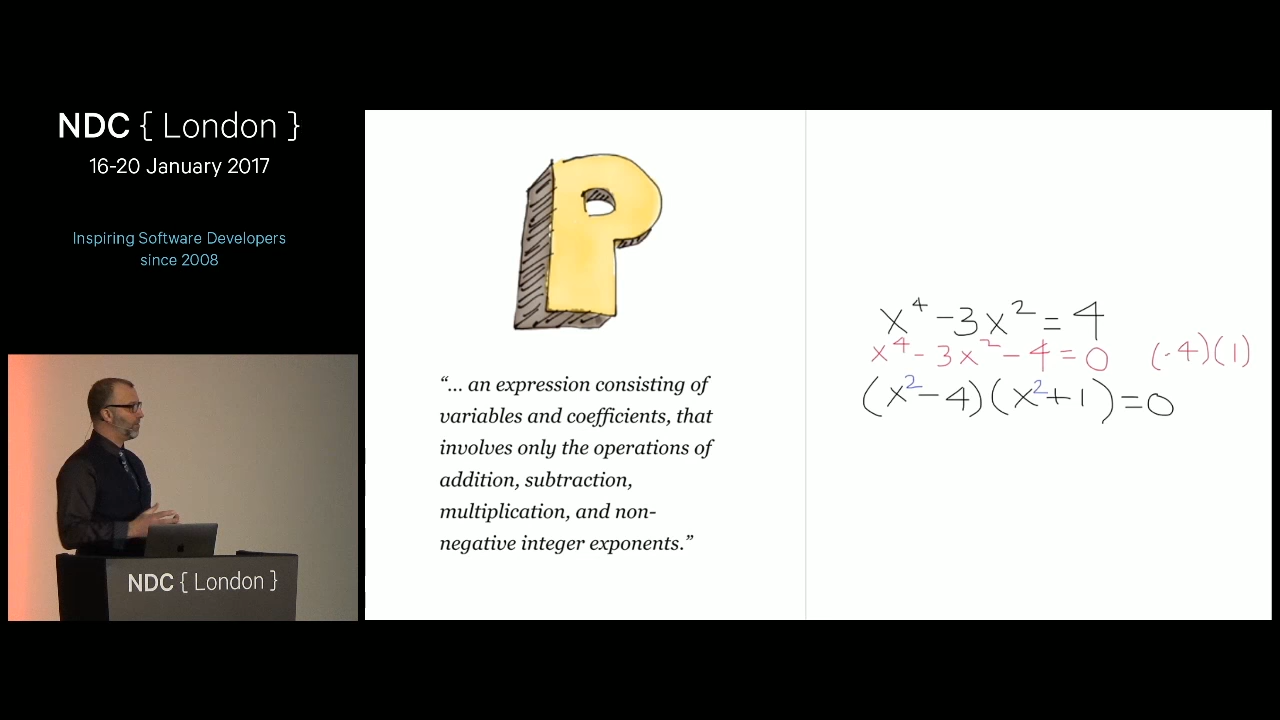 NDC { London }
16-20 January 2017
Inspiring Software Developers
since 2008
NDC { London }
P
“... an expression consisting of
variables and coefficients, that
involves only the operations of
addition, subtraction,
multiplication, and non-
negative integer exponents.”
x⁴ - 3x² = 4
x⁴ - 3x² - 4 = 0 (-4)(1)
(x² - 4)(x² + 1) = 0